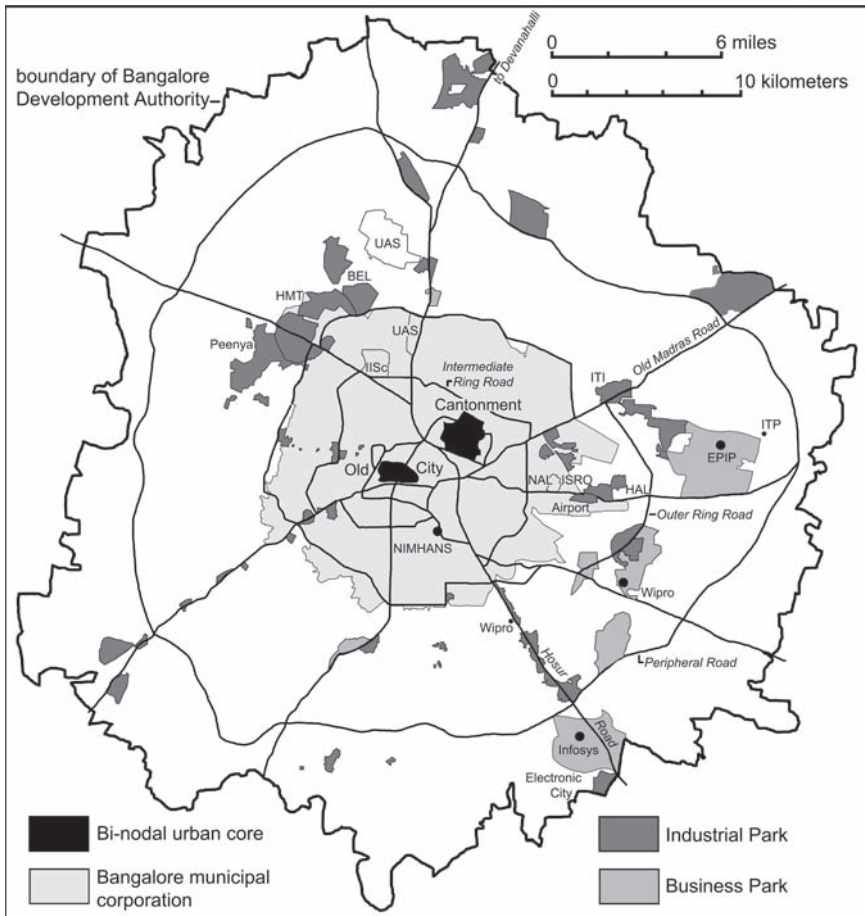 0 6 miles
to Devanahalli
boundary of Bangalore
Development Authority
0 10 kilometers
UAS
BEL
HMT
Peenya
UAS
Old Madras Road
IISc
Intermediate
Ring Road
ITI
Cantonment
ITP
EPIP
Old City
NAL
ISRO
HAL
Airport
Outer Ring Road
NIMHANS
Wipro
Wipro
Hosur Road
Peripheral Road
Infosys
Electronic
City
Bi-nodal urban core
Industrial Park
Bangalore municipal
corporation
Business Park